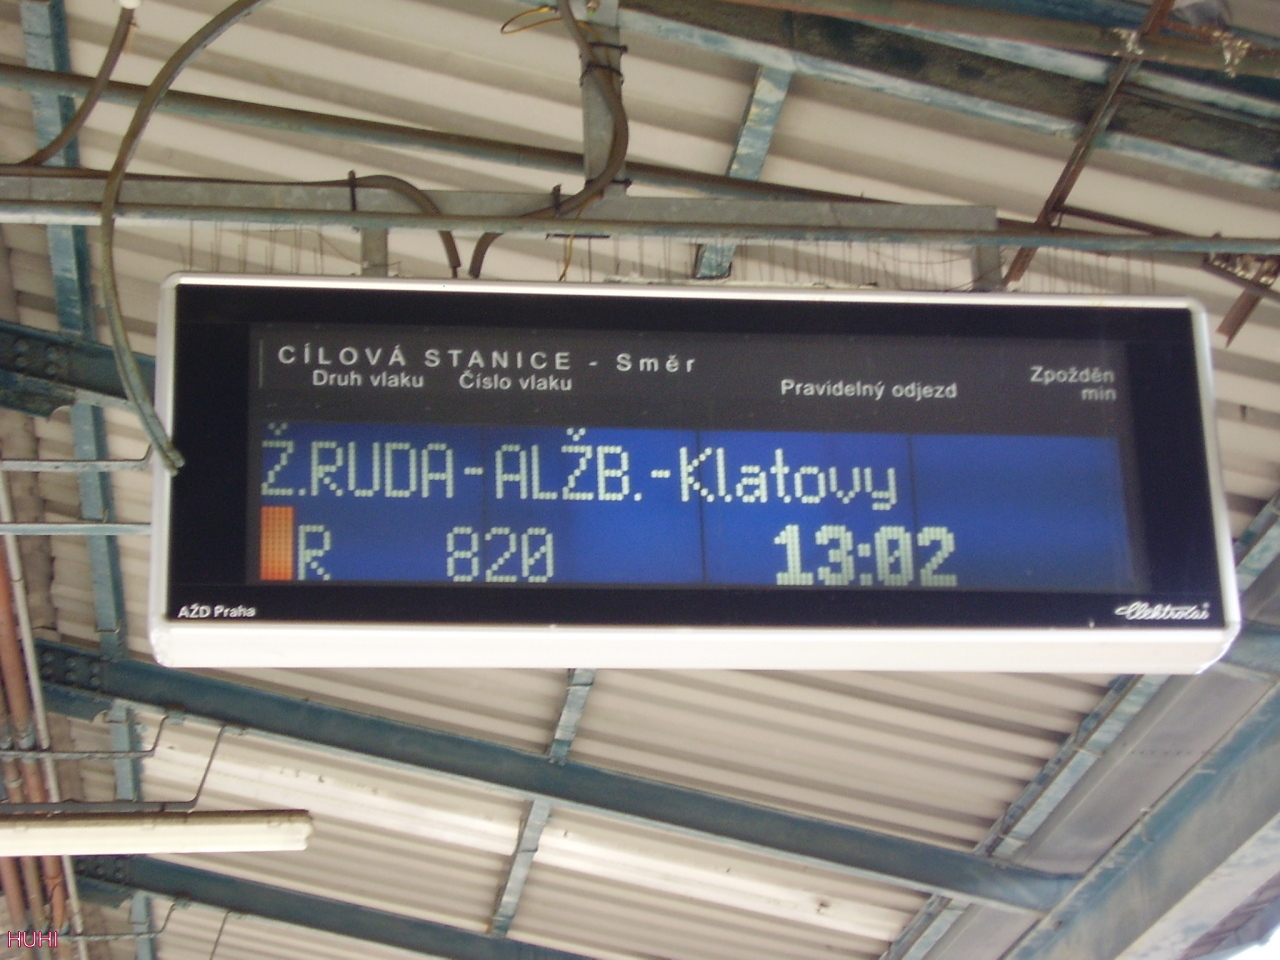 CÍLOVÁ STANICE - Směr
Druh vlaku Číslo vlaku Pravidelný odjezd Zpožděn min
Ž.RUDA-ALŽB.-Klatovy
R 820 13:02
AŽD Praha Elektročas
HUHI